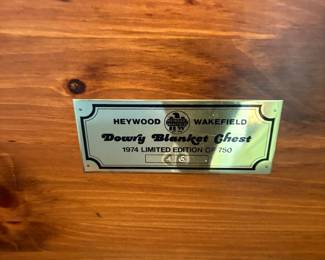 HEYWOOD WAKEFIELD
Dowry Blanket Chest
1974 LIMITED EDITION OF 750